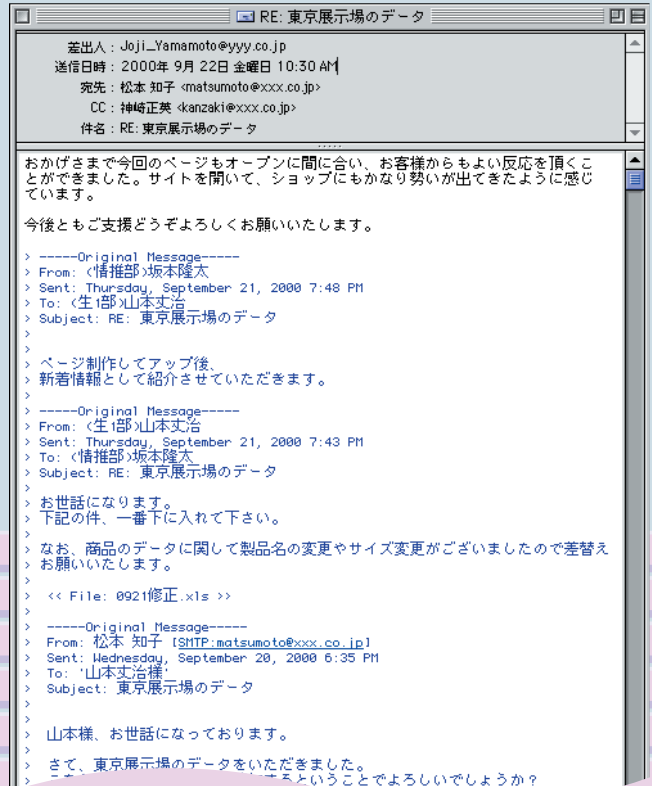 RE: 東京展示場のデータ
差出人：Joji_Yamamoto@yyy.co.jp
送信日時：2000年 9月 22日 金曜日 10:30 AM
宛先：松本 知子 <matsumoto@xxx.co.jp>
CC：神崎正英 <kanzaki@xxx.co.jp>
件名：RE: 東京展示場のデータ
おかげさまで今回のページもオープンに間に合い、お客様からもよい反応を頂くこ
とができました。サイトを開いて、ショップにもかなり勢いが出てきたように感じ
ています。
今後ともご支援どうぞよろしくお願いいたします。
> -----Original Message-----
> From: (情推部)坂本隆太
> Sent: Thursday, September 21, 2000 7:48 PM
> To: (生1部)山本丈治
> Subject: RE: 東京展示場のデータ
>
>
> ページ制作してアップ後、
> 新着情報として紹介させていただきます。
>
> -----Original Message-----
> From: (生1部)山本丈治
> Sent: Thursday, September 21, 2000 7:43 PM
> To: (情推部)坂本隆太
> Subject: RE: 東京展示場のデータ
>
> お世話になります。
> 下記の件、一番下に入れて下さい。
>
> なお、商品のデータに関して製品名の変更やサイズ変更がございましたので差替え
> お願いいたします。
>
> << File: 0921修正.xls >>
>
> -----Original Message-----
> From: 松本 知子 [SMTP:matsumoto@xxx.co.jp]
> Sent: Wednesday, September 20, 2000 6:35 PM
> To: '山本丈治様'
> Subject: 東京展示場のデータ
>
>
> 山本様、お世話になっております。
>
> さて、東京展示場のデータをいただきました。
> するということでよろしいでしょうか？